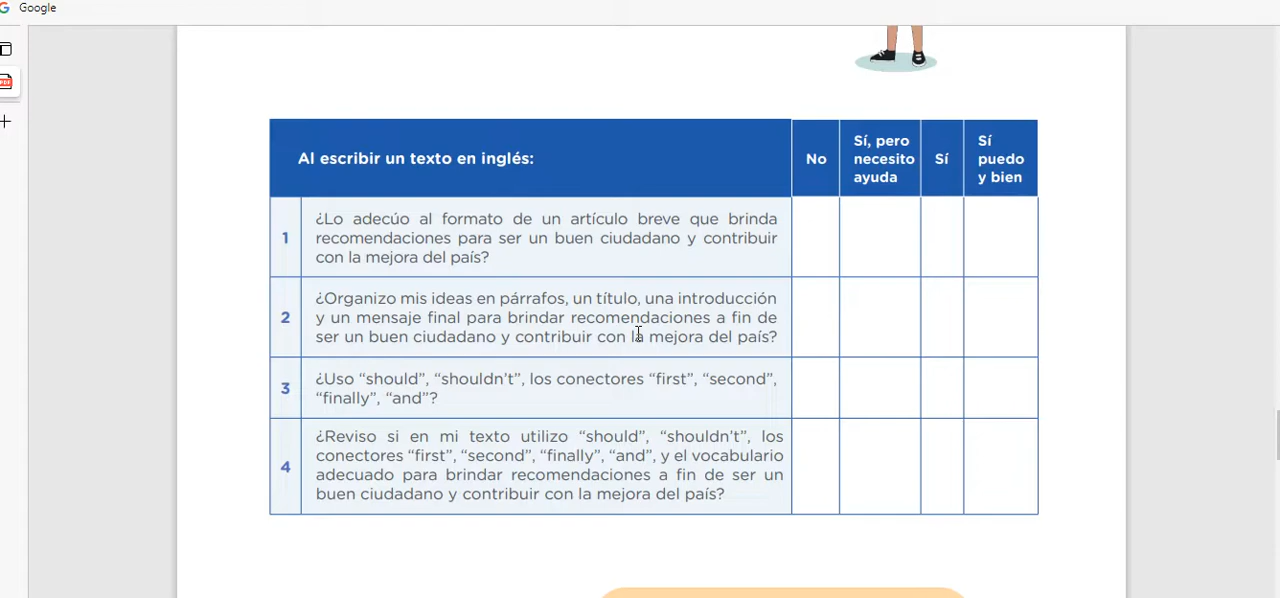 Google
Al escribir un texto en inglés:
No
Sí, pero
necesito
ayuda
Sí
Sí
puedo
y bien
1
¿Lo adecúo al formato de un artículo breve que brinda
recomendaciones para ser un buen ciudadano y contribuir
con la mejora del país?
2
¿Organizo mis ideas en párrafos, un título, una introducción
y un mensaje final para brindar recomendaciones a fin de
ser un buen ciudadano y contribuir con la mejora del país?
3
¿Uso “should”, “shouldn’t”, los conectores “first”, “second”,
“finally”, “and”?
4
¿Reviso si en mi texto utilizo “should”, “shouldn’t”, los
conectores “first”, “second”, “finally”, “and”, y el vocabulario
adecuado para brindar recomendaciones a fin de ser un
buen ciudadano y contribuir con la mejora del país?